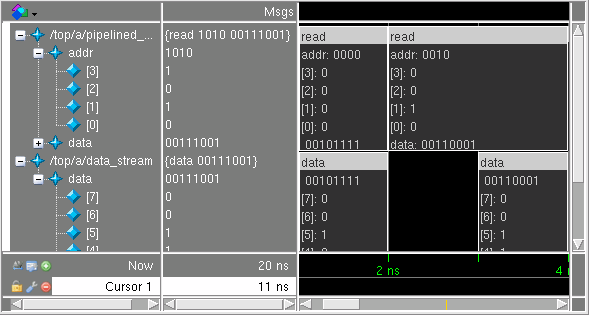 Msgs
/top/a/pipelined_... {read 1010 00111001} read read
addr 1010 addr: 0000 addr: 0010
[3] 1 [3]: 0 [3]: 0
[2] 0 [2]: 0 [2]: 0
[1] 1 [1]: 0 [1]: 1
[0] 0 [0]: 0 [0]: 0
data 00111001 00101111 data: 00110001
/top/a/data_stream {data 00111001} data data
data 00111001 00101111 00110001
[7] 0 [7]: 0 [7]: 0
[6] 0 [6]: 0 [6]: 0
[5] 1 [5]: 1 [5]: 1
[4] 1 [4]: 0 [4]: 1
Now 20 ns 2 ns 4 n
Cursor 1 11 ns